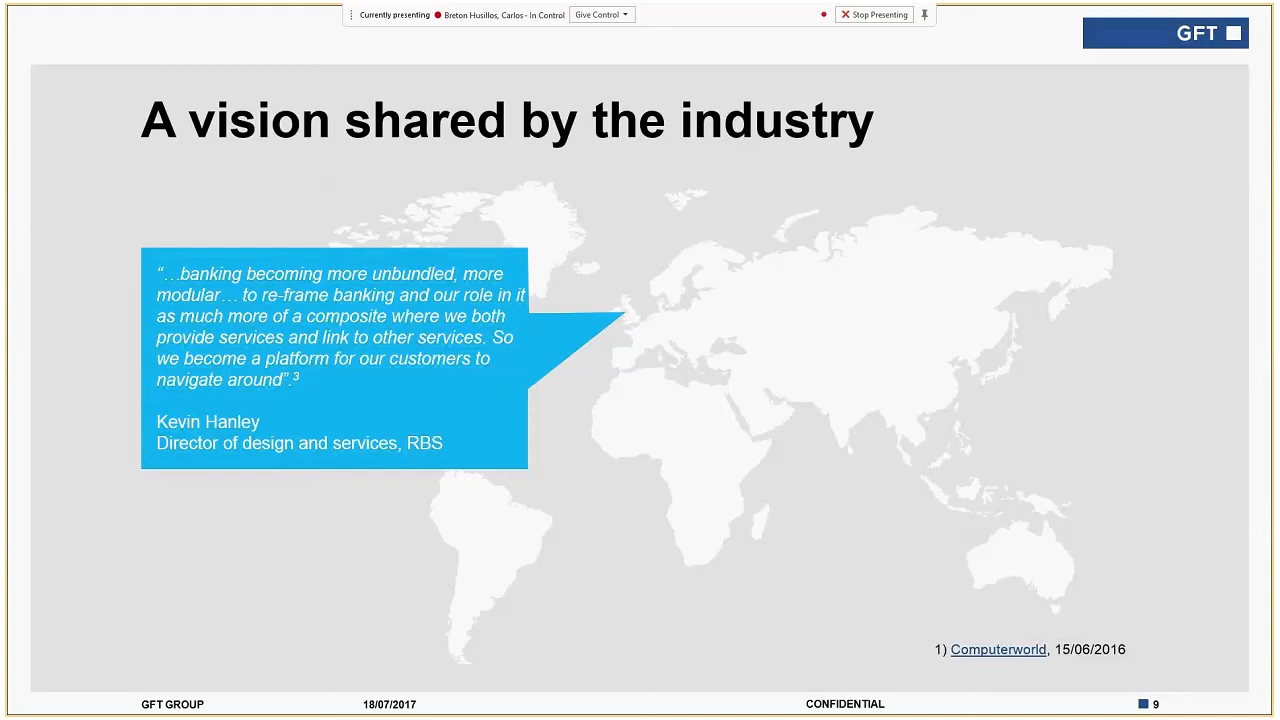 Currently presenting Breton Husillos, Carlos - In Control Give Control Stop Presenting
GFT
A vision shared by the industry
“…banking becoming more unbundled, more
modular… to re-frame banking and our role in it
as much more of a composite where we both
provide services and link to other services. So
we become a platform for our customers to
navigate around”.³
Kevin Hanley
Director of design and services, RBS
1) Computerworld, 15/06/2016
GFT GROUP 18/07/2017 CONFIDENTIAL 9